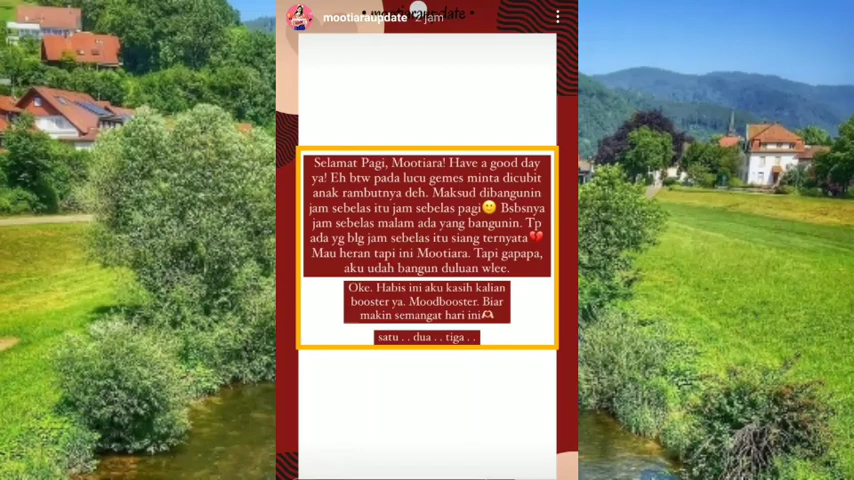 • mootiaraupdate •
mootiaraupdate 2 jam
Selamat Pagi, Mootiara! Have a good day
ya! Eh btw pada lucu gemes minta dicubit
anak rambutnya deh. Maksud dibangunin
jam sebelas itu jam sebelas pagi🙂 Bsbsnya
jam sebelas malam ada yang bangunin. Tp
ada yg blg jam sebelas itu siang ternyata💔
Mau heran tapi ini Mootiara. Tapi gapapa,
aku udah bangun duluan wlee.
Oke. Habis ini aku kasih kalian
booster ya. Moodbooster. Biar
makin semangat hari ini🫶
satu . . dua . . tiga . .